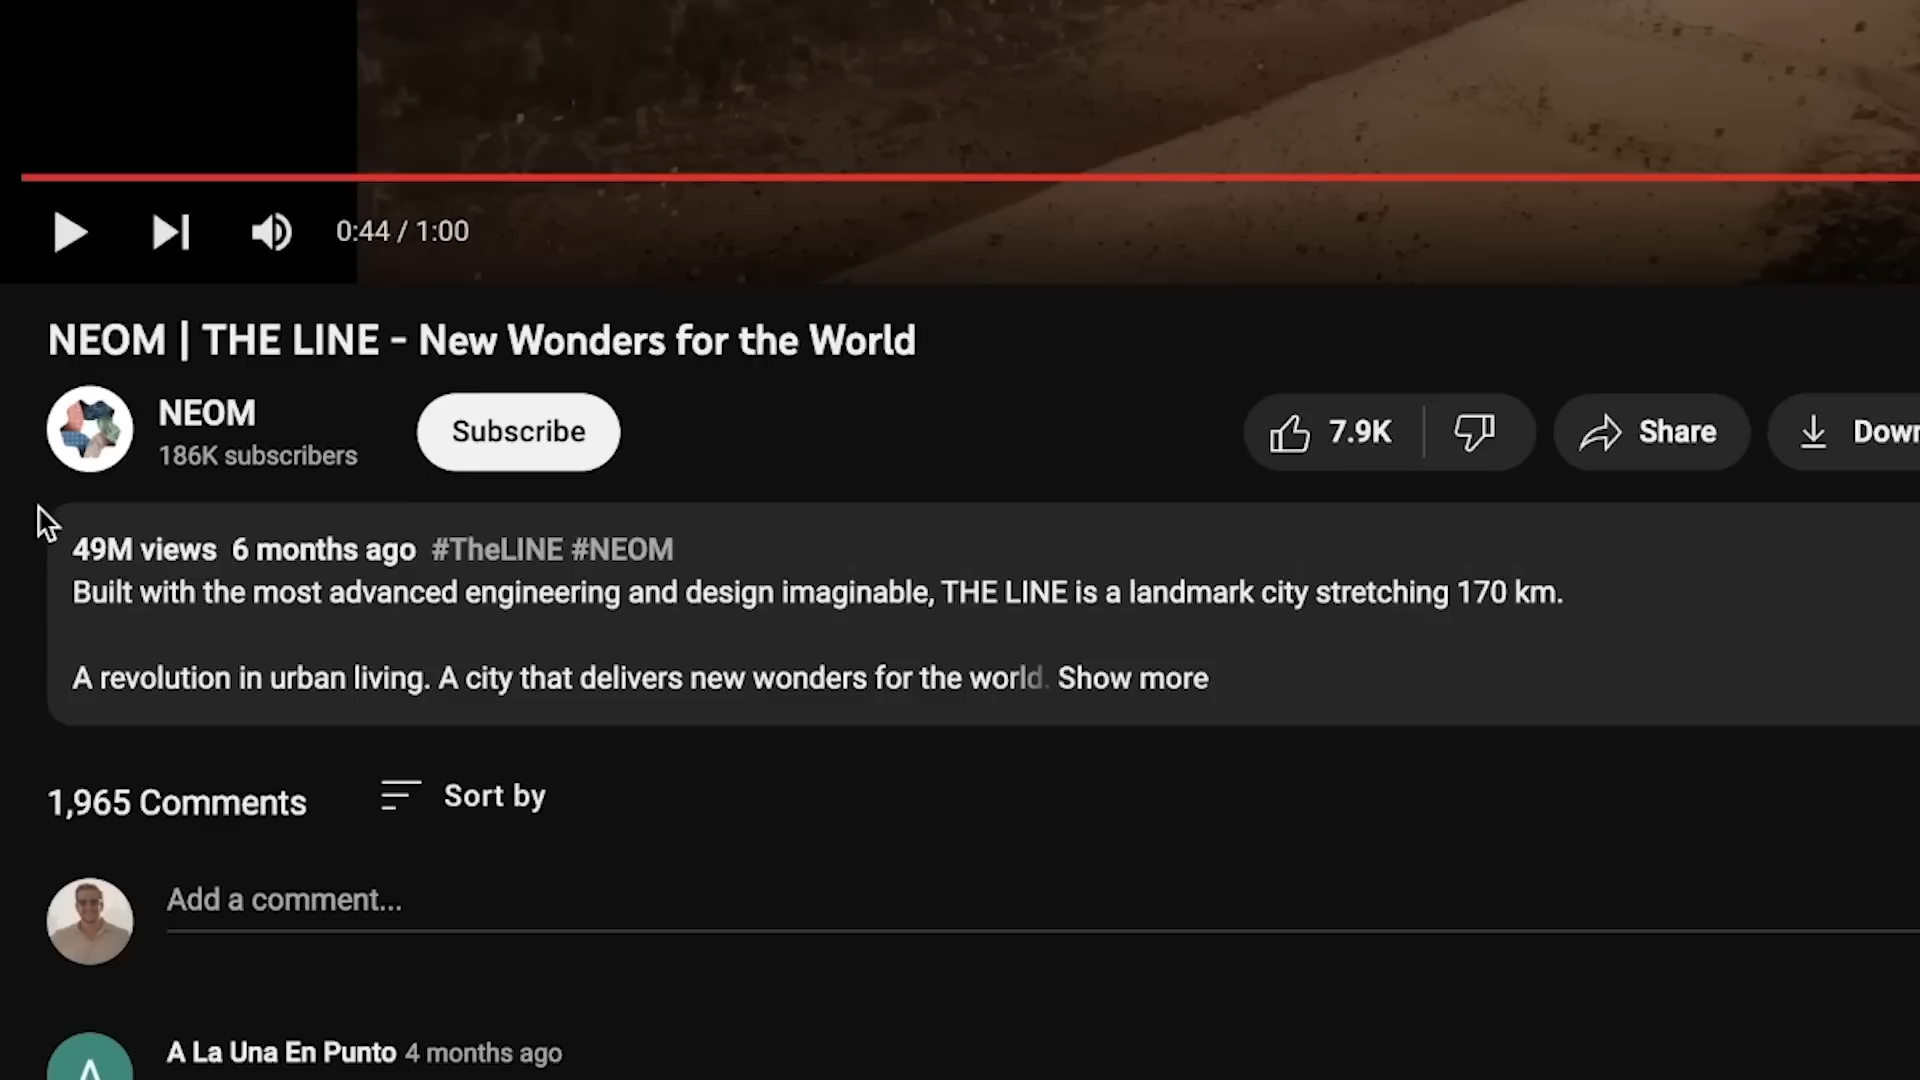 0:44 / 1:00
NEOM | THE LINE - New Wonders for the World
NEOM
186K subscribers
Subscribe
7.9K
Share
Down
49M views 6 months ago #TheLINE #NEOM
Built with the most advanced engineering and design imaginable, THE LINE is a landmark city stretching 170 km.
A revolution in urban living. A city that delivers new wonders for the world. Show more
1,965 Comments
Sort by
Add a comment...
A La Una En Punto 4 months ago
A